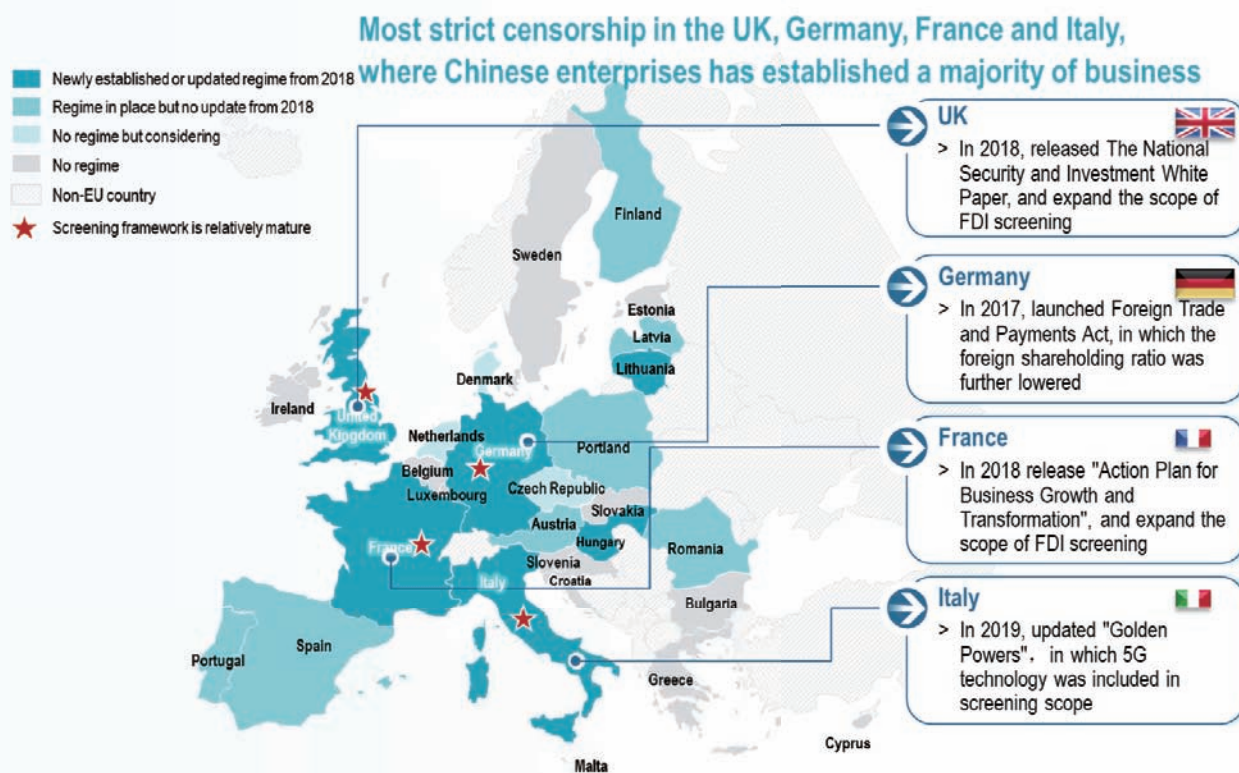 Most strict censorship in the UK, Germany, France and Italy,
where Chinese enterprises has established a majority of business
Newly established or updated regime from 2018
Regime in place but no update from 2018
No regime but considering
No regime
Non-EU country
Screening framework is relatively mature
Finland
Sweden
Estonia
Latvia
Lithuania
Denmark
Ireland
United
Kingdom
Netherlands
Germany
Portland
Belgium
Luxembourg
Czech Republic
Slovakia
Austria
Hungary
France
Slovenia
Romania
Croatia
Italy
Bulgaria
Spain
Portugal
Greece
Cyprus
Malta
UK
> In 2018, released The National
Security and Investment White
Paper, and expand the scope of
FDI screening
Germany
> In 2017, launched Foreign Trade
and Payments Act, in which the
foreign shareholding ratio was
further lowered
France
> In 2018 release "Action Plan for
Business Growth and
Transformation", and expand the
scope of FDI screening
Italy
> In 2019, updated "Golden
Powers", in which 5G
technology was included in
screening scope